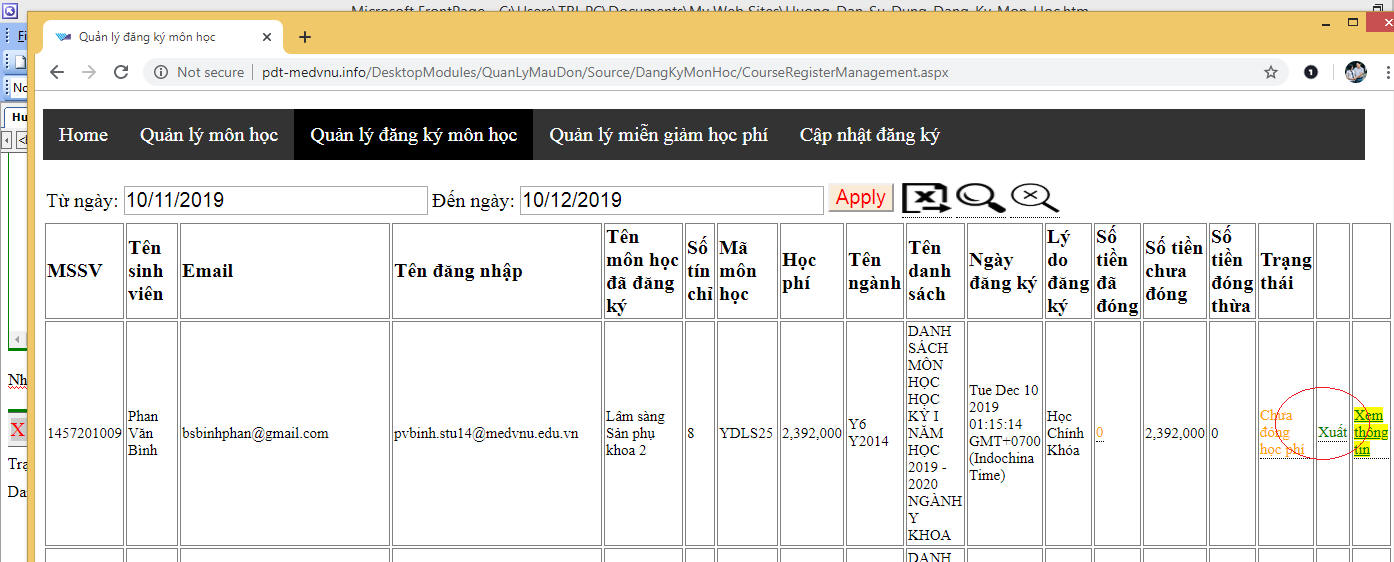 Microsoft FrontPage - C:\Users\TBI-PC\Documents\My Web Sites\Huong_Dan_Su_Dung_Dang_Ky_Mon_Hoc.htm
Quản lý đăng ký môn học
Not secure
pdt-medvnu.info/DesktopModules/QuanLyMauDon/Source/DangKyMonHoc/CourseRegisterManagement.aspx
Home
Quản lý môn học
Quản lý đăng ký môn học
Quản lý miễn giảm học phí
Cập nhật đăng ký
Từ ngày: 10/11/2019 Đến ngày: 10/12/2019 Apply
MSSV
Tên
sinh
viên
Email
Tên đăng nhập
Tên
môn học
đã đăng
ký
Số
tín
chỉ
Mã
môn
học
Học
phí
Tên
ngành
Tên
danh
sách
Ngày
đăng ký
Lý
do
đăng
ký
Số
tiền
đã
đóng
Số tiền
chưa
đóng
Số
tiền
đóng
thừa
Trạng
thái
1457201009
Phan
Văn
Bình
bsbinhphan@gmail.com
pvbinh.stu14@medvnu.edu.vn
Lâm sàng
Sản phụ
khoa 2
8
YDLS25
2,392,000
Y6
Y2014
DANH
SÁCH
MÔN
HỌC
HỌC
KỲ I
NĂM
HỌC
2019 -
2020
NGÀNH
Y
KHOA
Tue Dec 10
2019
01:15:14
GMT+0700
(Indochina
Time)
Học
Chính
Khóa
0
2,392,000
0
Chưa
đóng
học phí
Xuất
Xem
thông
tin
DANH